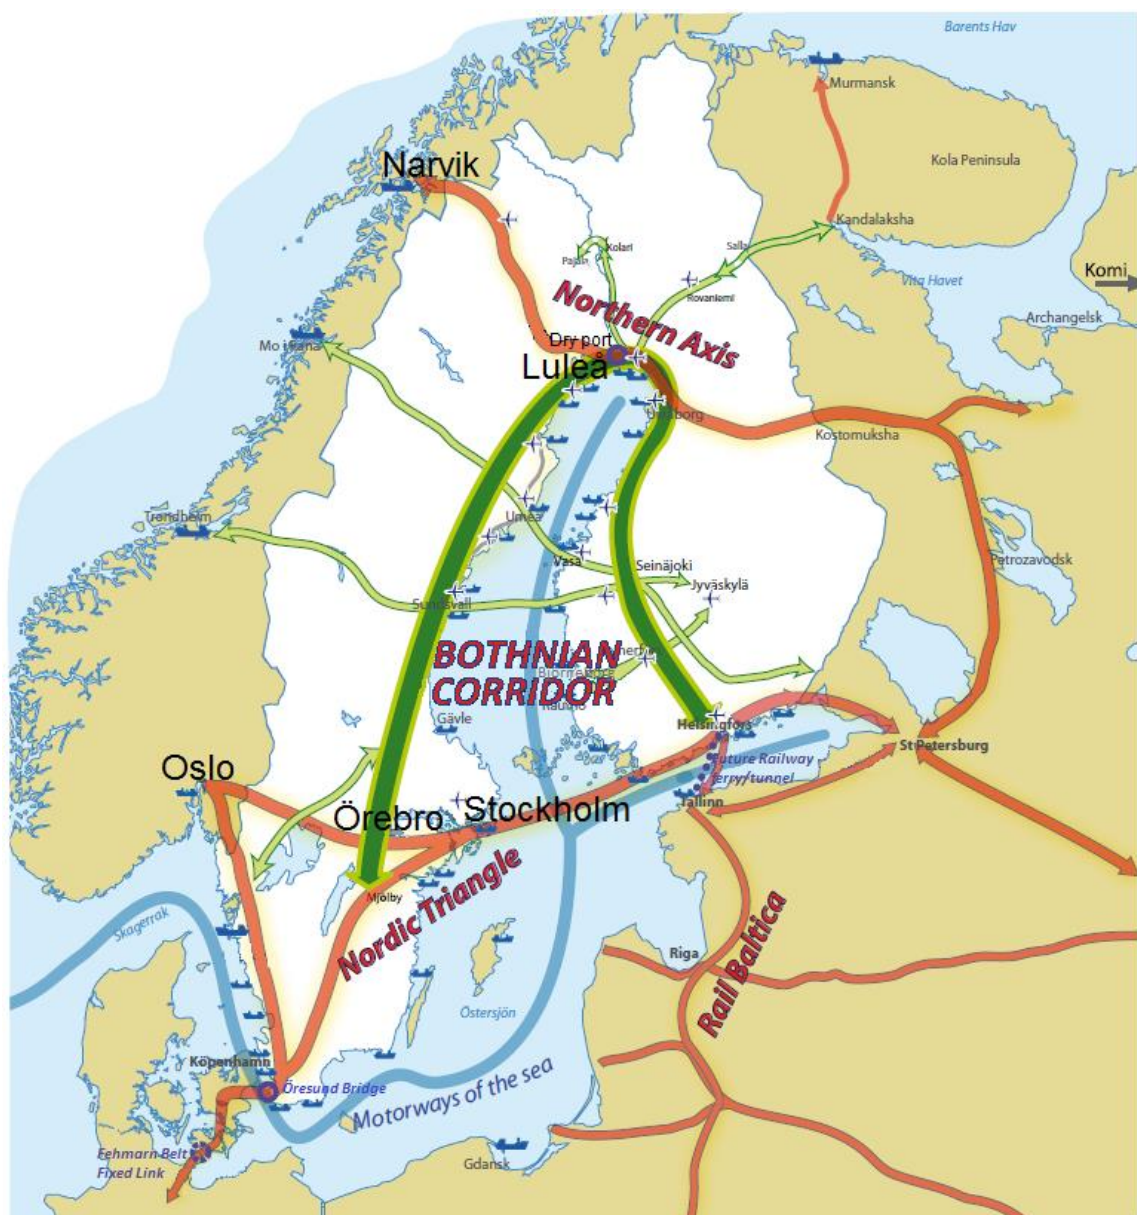 Barents Hav
Murmansk
Kola Peninsula
Narvik
Kandalaksha
Kolari
Salla
Pajala
Vita Havet
Komi
Rovaniemi
Northern Axis
Archangelsk
Mo i Rana
Dry port
Luleå
Uleåborg
Kostomuksha
Trondheim
Umeå
Vasa
Seinäjoki
Petrozavodsk
Jyväskylä
Sundsvall
BOTHNIAN
CORRIDOR
Gävle
Helsingfors
St Petersburg
Oslo
Future Railway
ferry/tunnel
Örebro
Stockholm
Tallinn
Mjölby
Nordic Triangle
Skagerrak
Riga
Rail Baltica
Östersjön
Köpenhamn
Öresund Bridge
Motorways of the sea
Fehmarn Belt
Fixed Link
Gdansk